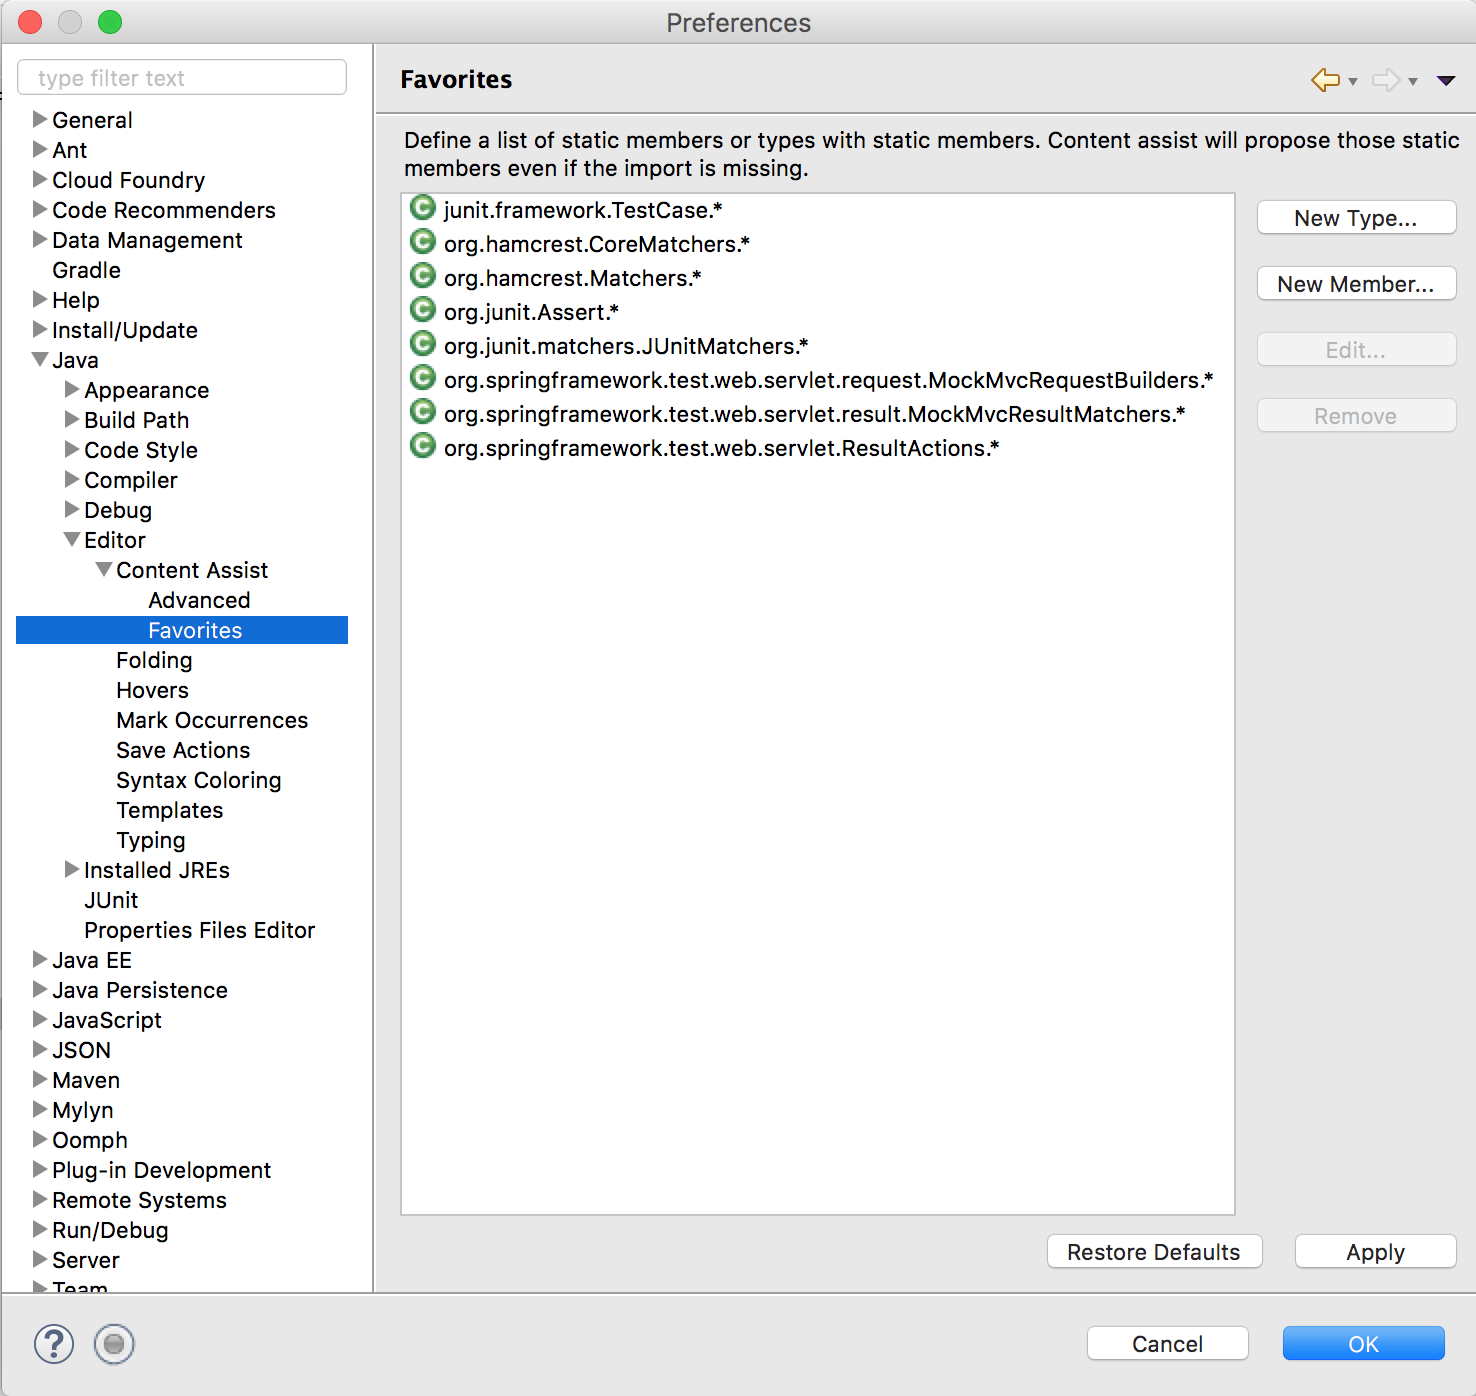 Preferences
type filter text
General
Ant
Cloud Foundry
Code Recommenders
Data Management
Gradle
Help
Install/Update
Java
Appearance
Build Path
Code Style
Compiler
Debug
Editor
Content Assist
Advanced
Favorites
Folding
Hovers
Mark Occurrences
Save Actions
Syntax Coloring
Templates
Typing
Installed JREs
JUnit
Properties Files Editor
Java EE
Java Persistence
JavaScript
JSON
Maven
Mylyn
Oomph
Plug-in Development
Remote Systems
Run/Debug
Server
Team
Favorites
Define a list of static members or types with static members. Content assist will propose those static
members even if the import is missing.
junit.framework.TestCase.*
org.hamcrest.CoreMatchers.*
org.hamcrest.Matchers.*
org.junit.Assert.*
org.junit.matchers.JUnitMatchers.*
org.springframework.test.web.servlet.request.MockMvcRequestBuilders.*
org.springframework.test.web.servlet.result.MockMvcResultMatchers.*
org.springframework.test.web.servlet.ResultActions.*
New Type...
New Member...
Edit...
Remove
Restore Defaults
Apply
Cancel
OK